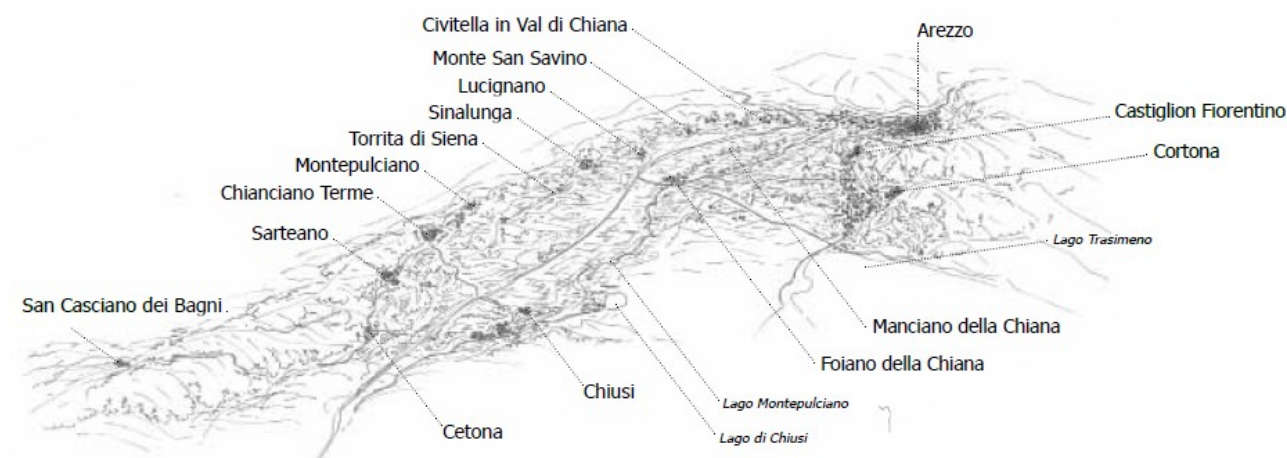 Civitella in Val di Chiana
Arezzo
Monte San Savino
Lucignano
Castiglion Fiorentino
Sinalunga
Torrita di Siena
Cortona
Montepulciano
Chianciano Terme
Sarteano
Lago Trasimeno
San Casciano dei Bagni
Manciano della Chiana
Foiano della Chiana
Chiusi
Lago Montepulciano
Cetona
Lago di Chiusi